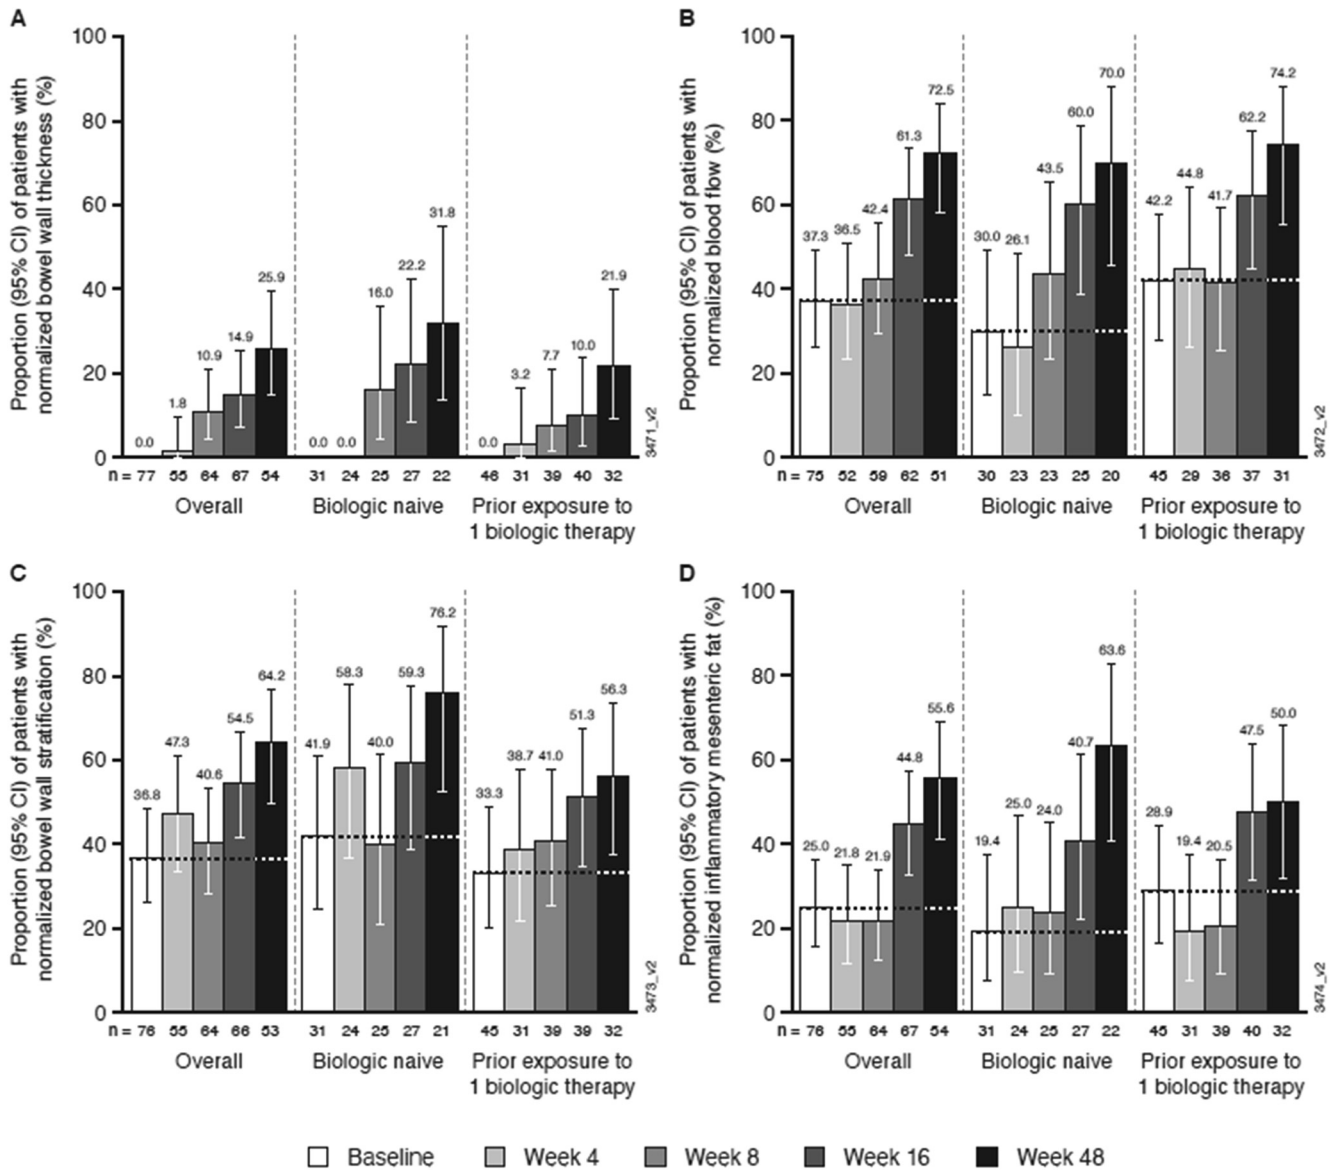 A
Proportion (95% CI) of patients with
normalized bowel wall thickness (%)
100
80
60
40
20
0
0.0
1.8
10.9
14.9
25.9
0.0
0.0
16.0
22.2
31.8
0.0
3.2
7.7
10.0
21.9
n = 77 55 64 67 54 31 24 25 27 22 46 31 39 40 32
Overall
Biologic naive
Prior exposure to
1 biologic therapy
3471_v2
B
Proportion (95% CI) of patients with
normalized blood flow (%)
100
80
60
40
20
0
37.3
36.5
42.4
61.3
72.5
30.0
26.1
43.5
60.0
70.0
42.2
44.8
41.7
62.2
74.2
n = 75 52 59 62 51 30 23 23 25 20 45 29 36 37 31
Overall
Biologic naive
Prior exposure to
1 biologic therapy
3472_v2
C
Proportion (95% CI) of patients with
normalized bowel wall stratification (%)
100
80
60
40
20
0
36.8
47.3
40.6
54.5
64.2
41.9
58.3
40.0
59.3
76.2
33.3
38.7
41.0
51.3
56.3
n = 76 55 64 66 53 31 24 25 27 21 45 31 39 39 32
Overall
Biologic naive
Prior exposure to
1 biologic therapy
3473_v2
D
Proportion (95% CI) of patients with
normalized inflammatory mesenteric fat (%)
100
80
60
40
20
0
25.0
21.8
21.9
44.8
55.6
19.4
25.0
24.0
40.7
63.6
28.9
19.4
20.5
47.5
50.0
n = 76 55 64 67 54 31 24 25 27 22 45 31 39 40 32
Overall
Biologic naive
Prior exposure to
1 biologic therapy
3474_v2
Baseline Week 4 Week 8 Week 16 Week 48